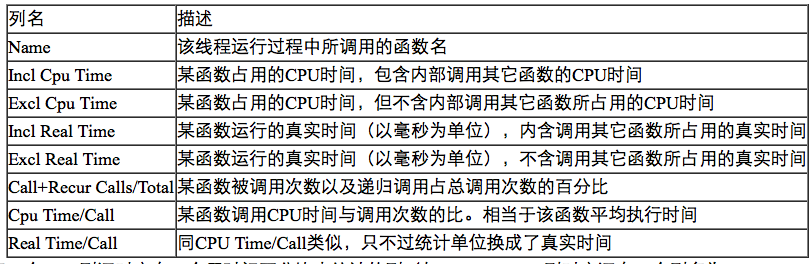 列名 描述
Name 该线程运行过程中所调用的函数名
Incl Cpu Time 某函数占用的CPU时间，包含内部调用其它函数的CPU时间
Excl Cpu Time 某函数占用的CPU时间，但不含内部调用其它函数所占用的CPU时间
Incl Real Time 某函数运行的真实时间（以毫秒为单位），内含调用其它函数所占用的真实时间
Excl Real Time 某函数运行的真实时间（以毫秒为单位），不含调用其它函数所占用的真实时间
Call+Recur Calls/Total 某函数被调用次数以及递归调用占总调用次数的百分比
Cpu Time/Call 某函数调用CPU时间与调用次数的比。相当于该函数平均执行时间
Real Time/Call 同CPU Time/Call类似，只不过统计单位换成了真实时间